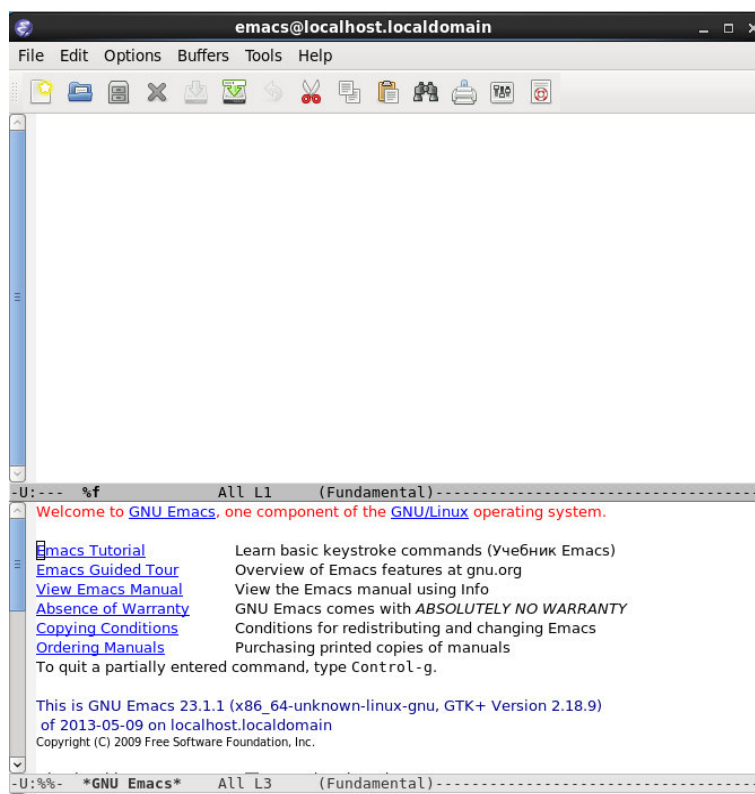 emacs@localhost.localdomain
File Edit Options Buffers Tools Help
-U:--- %f All L1 (Fundamental)-----------------------------------
Welcome to GNU Emacs, one component of the GNU/Linux operating system.
Emacs Tutorial Learn basic keystroke commands (Учебник Emacs)
Emacs Guided Tour Overview of Emacs features at gnu.org
View Emacs Manual View the Emacs manual using Info
Absence of Warranty GNU Emacs comes with ABSOLUTELY NO WARRANTY
Copying Conditions Conditions for redistributing and changing Emacs
Ordering Manuals Purchasing printed copies of manuals
To quit a partially entered command, type Control-g.
This is GNU Emacs 23.1.1 (x86_64-unknown-linux-gnu, GTK+ Version 2.18.9)
of 2013-05-09 on localhost.localdomain
Copyright (C) 2009 Free Software Foundation, Inc.
-U:%%- *GNU Emacs* All L3 (Fundamental)-----------------------------------